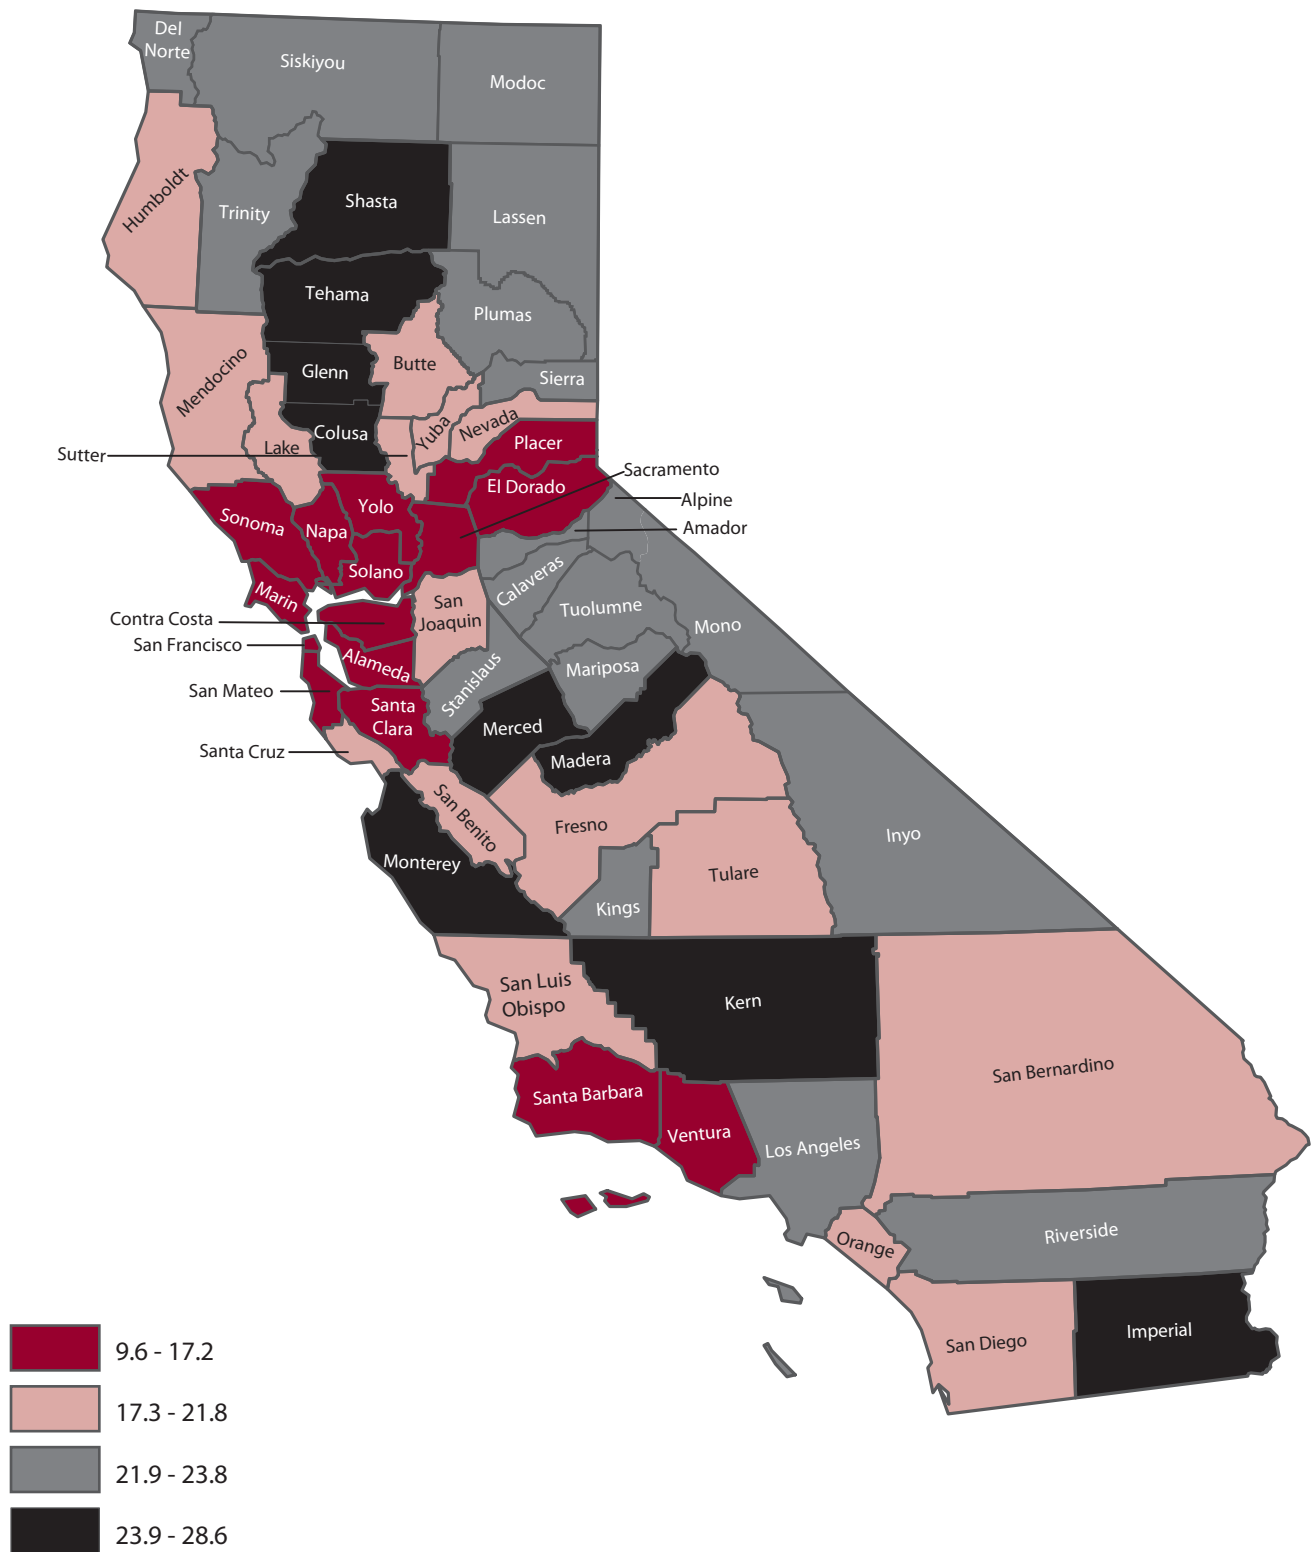 Del
Norte
Siskiyou
Modoc
Humboldt
Trinity
Shasta
Lassen
Tehama
Plumas
Mendocino
Glenn
Butte
Sierra
Colusa
Lake
Yuba
Nevada
Sutter
Placer
Sacramento
El Dorado
Alpine
Yolo
Sonoma
Napa
Amador
Solano
Calaveras
Marin
San
Joaquin
Tuolumne
Contra Costa
Mono
San Francisco
Alameda
Mariposa
Stanislaus
San Mateo
Santa
Clara
Merced
Santa Cruz
Madera
San Benito
Fresno
Inyo
Monterey
Tulare
Kings
San Luis
Obispo
Kern
San Bernardino
Santa Barbara
Ventura
Los Angeles
Orange
Riverside
San Diego
Imperial
9.6 - 17.2
17.3 - 21.8
21.9 - 23.8
23.9 - 28.6